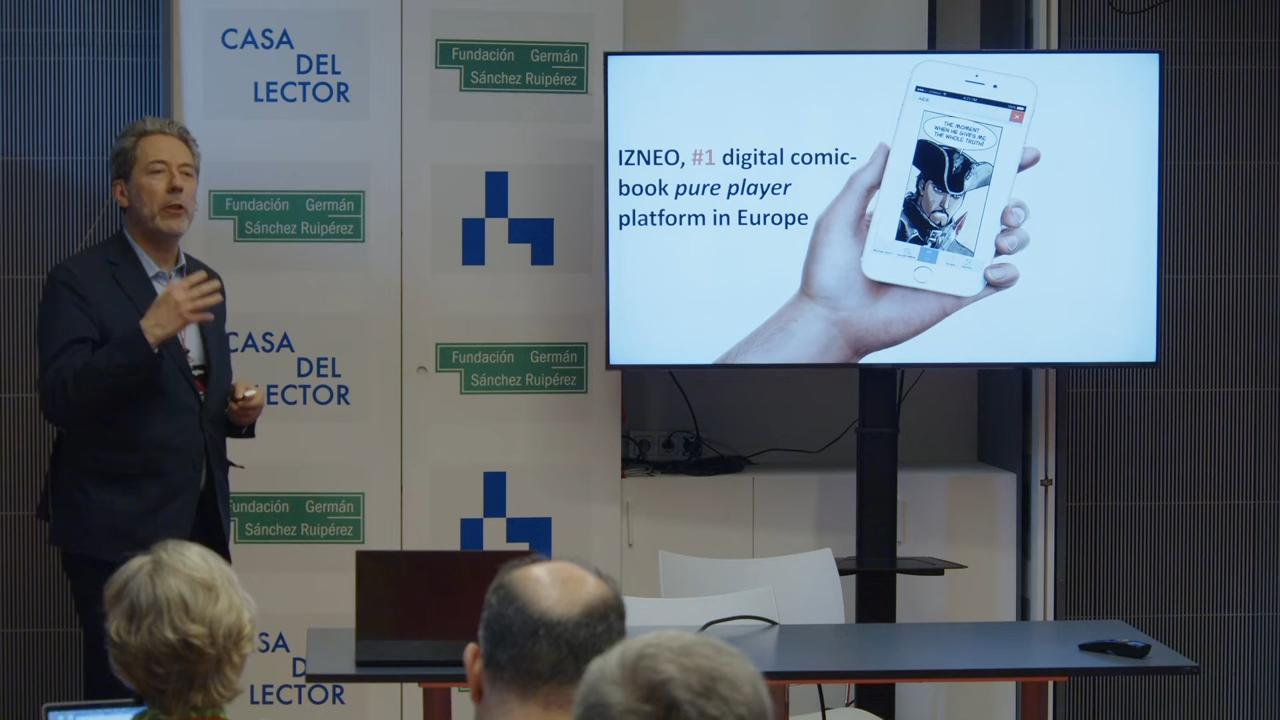 CASA
DEL
LECTOR
Fundación Germán
Sánchez Ruipérez
Fundación Germán
Sánchez Ruipérez
CASA
DEL
LECTOR
Fundación Germán
Sánchez Ruipérez
Fundación Germán
Sánchez Ruipérez
LECTOR
IZNEO, #1 digital comic-
book pure player
platform in Europe
THE MOMENT
WHEN HE GIVES ME
THE WHOLE TRUTH!